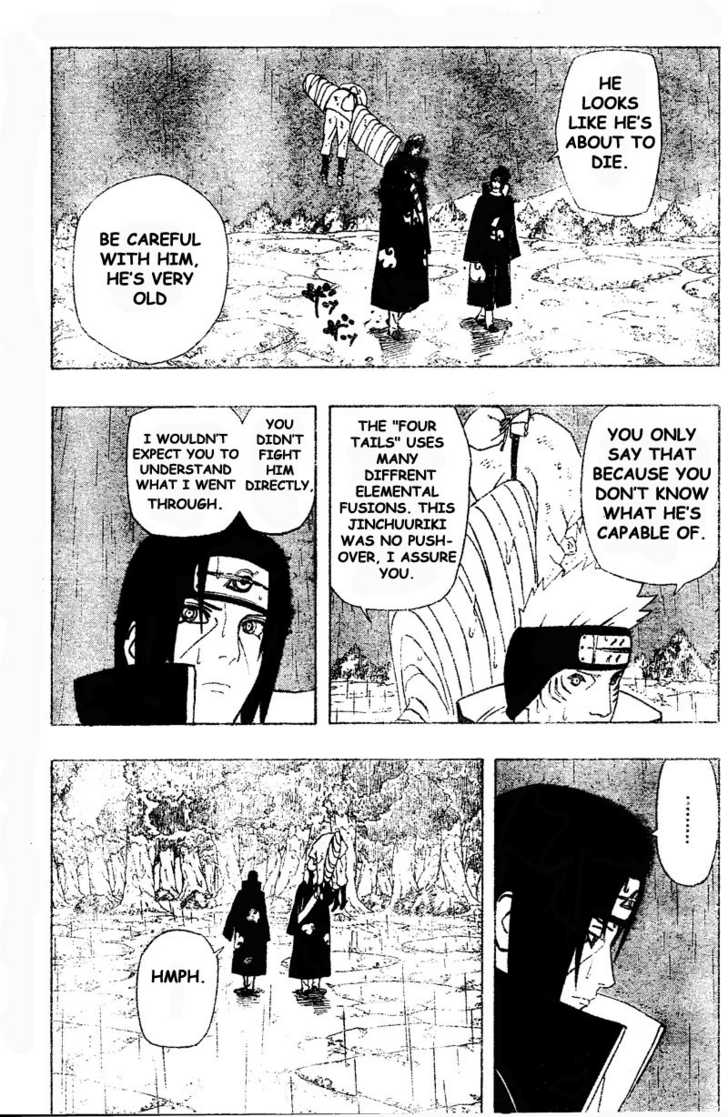 HE
LOOKS
LIKE HE'S
ABOUT TO
DIE.
BE CAREFUL
WITH HIM,
HE'S VERY
OLD
YOU ONLY
SAY THAT
BECAUSE YOU
DON'T KNOW
WHAT HE'S
CAPABLE OF.
THE "FOUR
TAILS" USES
MANY
DIFFRENT
ELEMENTAL
FUSIONS. THIS
JINCHUURIKI
WAS NO PUSH-
OVER, I ASSURE
YOU.
YOU
DIDN'T
FIGHT
HIM
DIRECTLY,
I WOULDN'T
EXPECT YOU TO
UNDERSTAND
WHAT I WENT
THROUGH.
.........
HMPH.